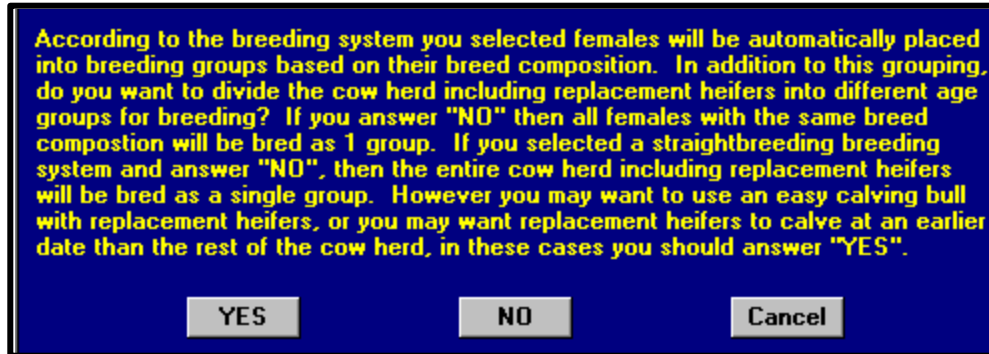 According to the breeding system you selected females will be automatically placed
into breeding groups based on their breed composition.  In addition to this grouping,
do you want to divide the cow herd including replacement heifers into different age
groups for breeding?  If you answer "NO" then all females with the same breed
compostion will be bred as 1 group.  If you selected a straightbreeding breeding
system and answer "NO", then the entire cow herd including replacement heifers
will be bred as a single group.  However you may want to use an easy calving bull
with replacement heifers, or you may want replacement heifers to calve at an earlier
date than the rest of the cow herd, in these cases you should answer "YES".
YES NO Cancel